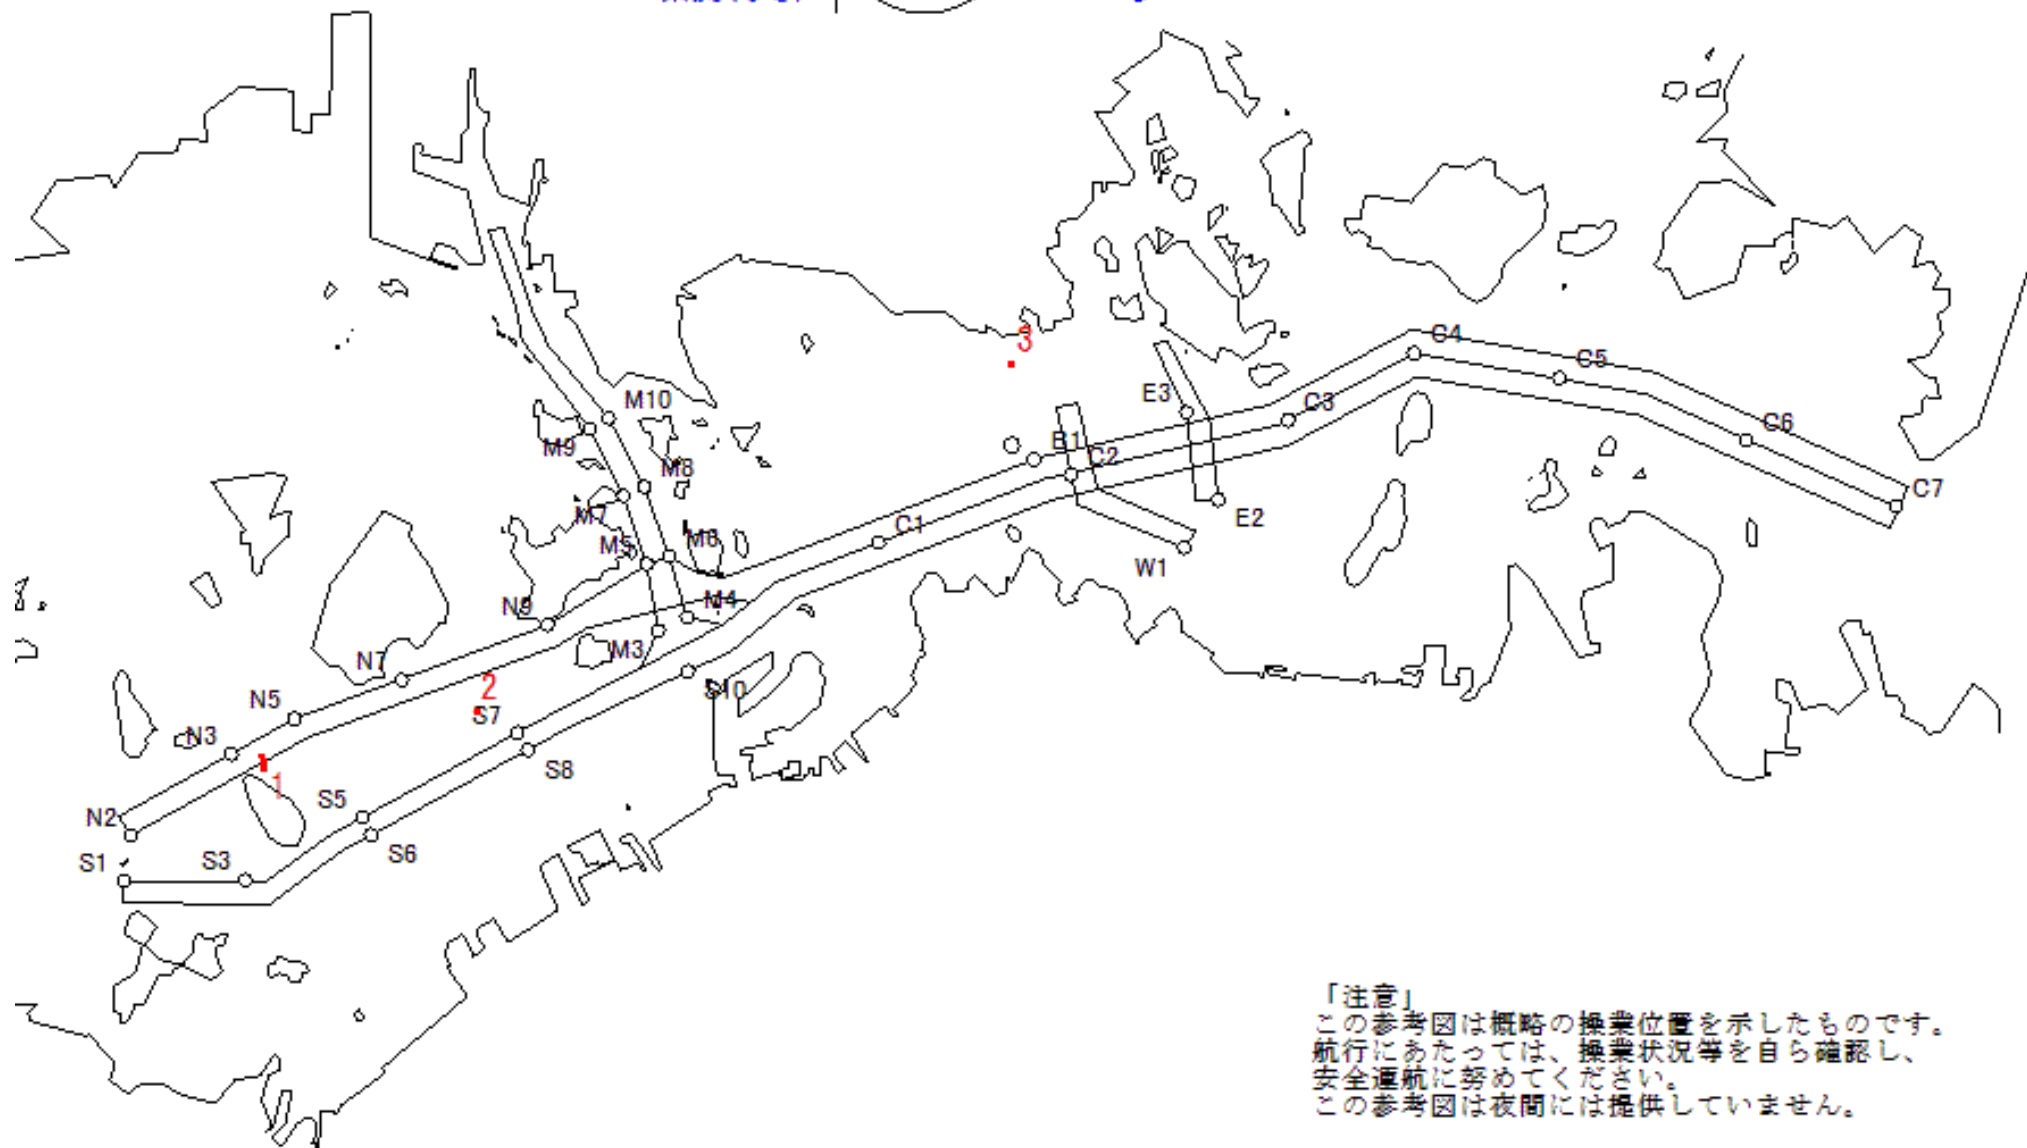 3
C4
C5
M10
E3
C3
C6
M9
B1
C2
M8
C7
M7
E2
C1
M5
M6
W1
N9
M4
M3
N7
2
S10
N5
S7
N3
1
S8
S5
N2
S6
S1
S3
「注意」
この参考図は概略の操業位置を示したものです。
航行にあたっては、操業状況等を自ら確認し、
安全運航に努めてください。
この参考図は夜間には提供していません。